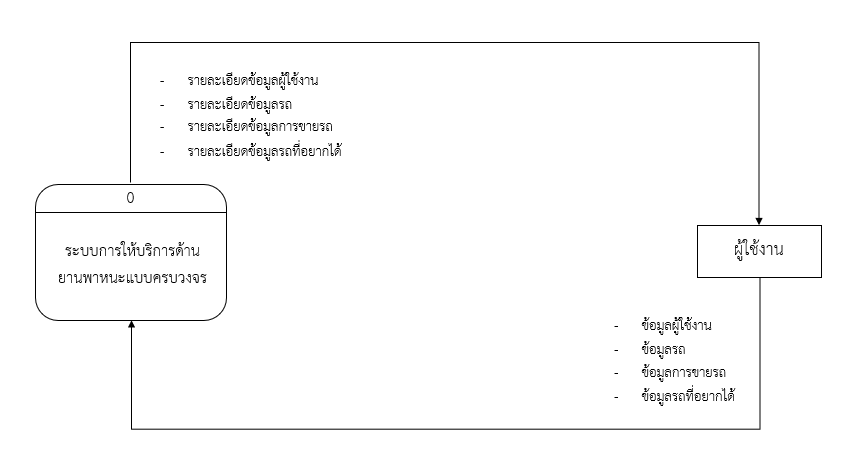 - รายละเอียดข้อมูลผู้ใช้งาน
- รายละเอียดข้อมูลรถ
- รายละเอียดข้อมูลการขายรถ
- รายละเอียดข้อมูลรถที่อยากได้
0
ระบบการให้บริการด้าน
ยานพาหนะแบบครบวงจร
ผู้ใช้งาน
- ข้อมูลผู้ใช้งาน
- ข้อมูลรถ
- ข้อมูลการขายรถ
- ข้อมูลรถที่อยากได้